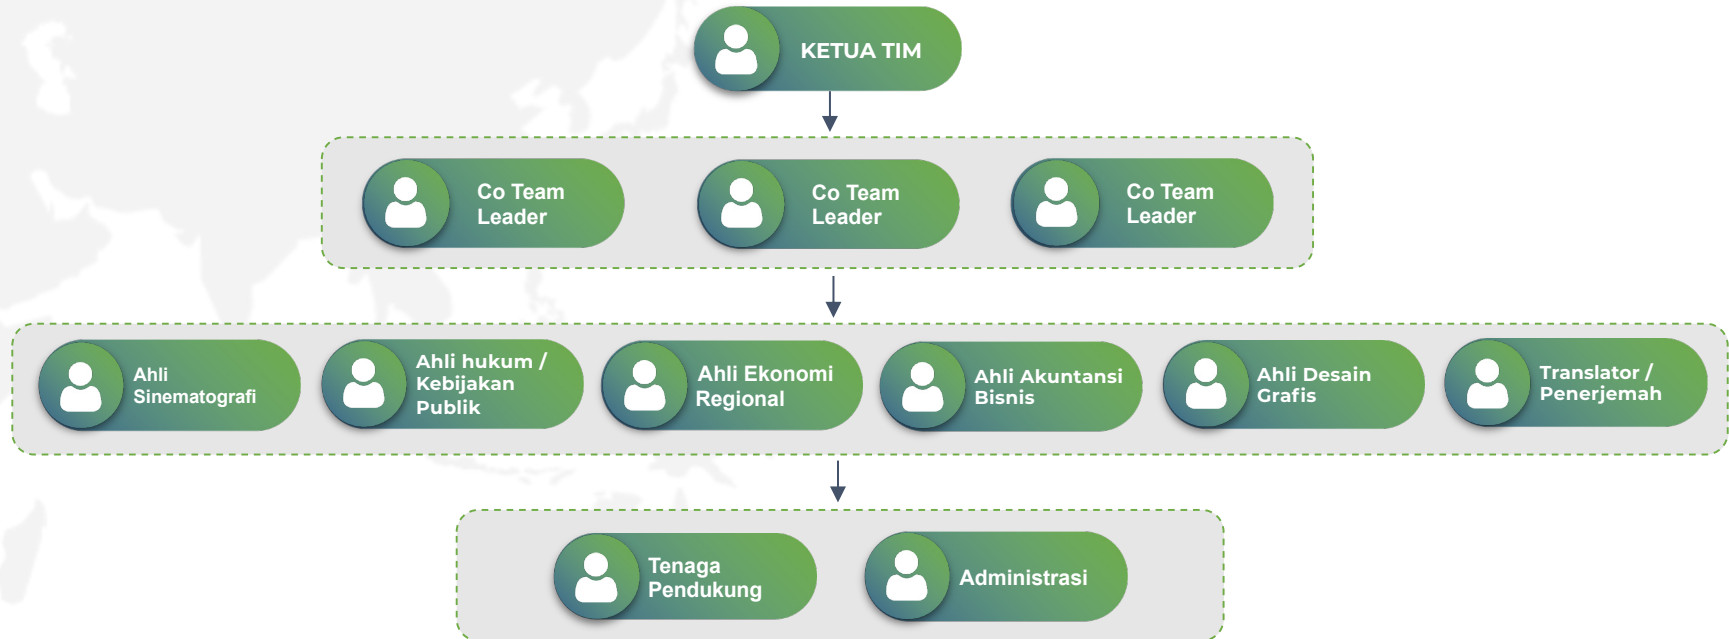 KETUA TIM
Co Team
Leader
Co Team
Leader
Co Team
Leader
Ahli
Sinematografi
Ahli hukum /
Kebijakan
Publik
Ahli Ekonomi
Regional
Ahli Akuntansi
Bisnis
Ahli Desain
Grafis
Translator /
Penerjemah
Tenaga
Pendukung
Administrasi